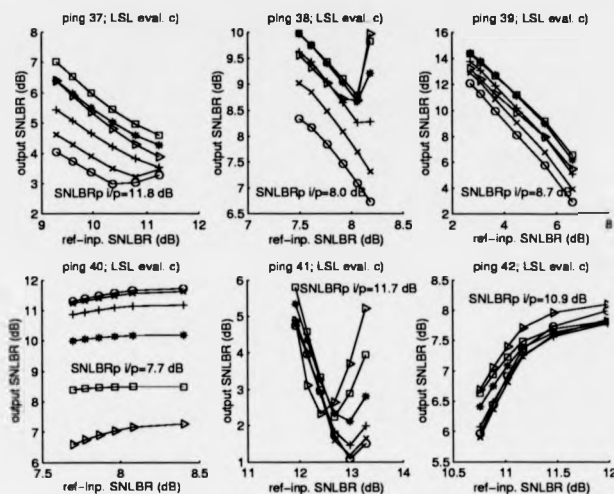 ping 37; LSL eval. c)
8
7
6
5
4
3
2
output SNLBR (dB)
SNLBRp i/p=11.8 dB
9
10
11
12
ref-inp. SNLBR (dB)
ping 38; LSL eval. c)
10
9.5
9
8.5
8
7.5
7
6.5
output SNLBR (dB)
SNLBRp i/p=8.0 dB
7
7.5
8
8.5
ref-inp. SNLBR (dB)
ping 39; LSL eval. c)
16
14
12
10
8
6
4
2
0
output SNLBR (dB)
SNLBRp i/p=8.7 dB
2
4
6
8
ref-inp. SNLBR (dB)
ping 40; LSL eval. c)
12
11
10
9
8
7
6
output SNLBR (dB)
SNLBRp i/p=7.7 dB
7.5
8
8.5
ref-inp. SNLBR (dB)
ping 41; LSL eval. c)
6
5
4
3
2
1
output SNLBR (dB)
SNLBRp i/p=11.7 dB
11
12
13
14
ref-inp. SNLBR (dB)
ping 42; LSL eval. c)
8.5
8
7.5
7
6.5
6
5.5
output SNLBR (dB)
SNLBRp i/p=10.9 dB
10.5
11
11.5
12
ref-inp. SNLBR (dB)